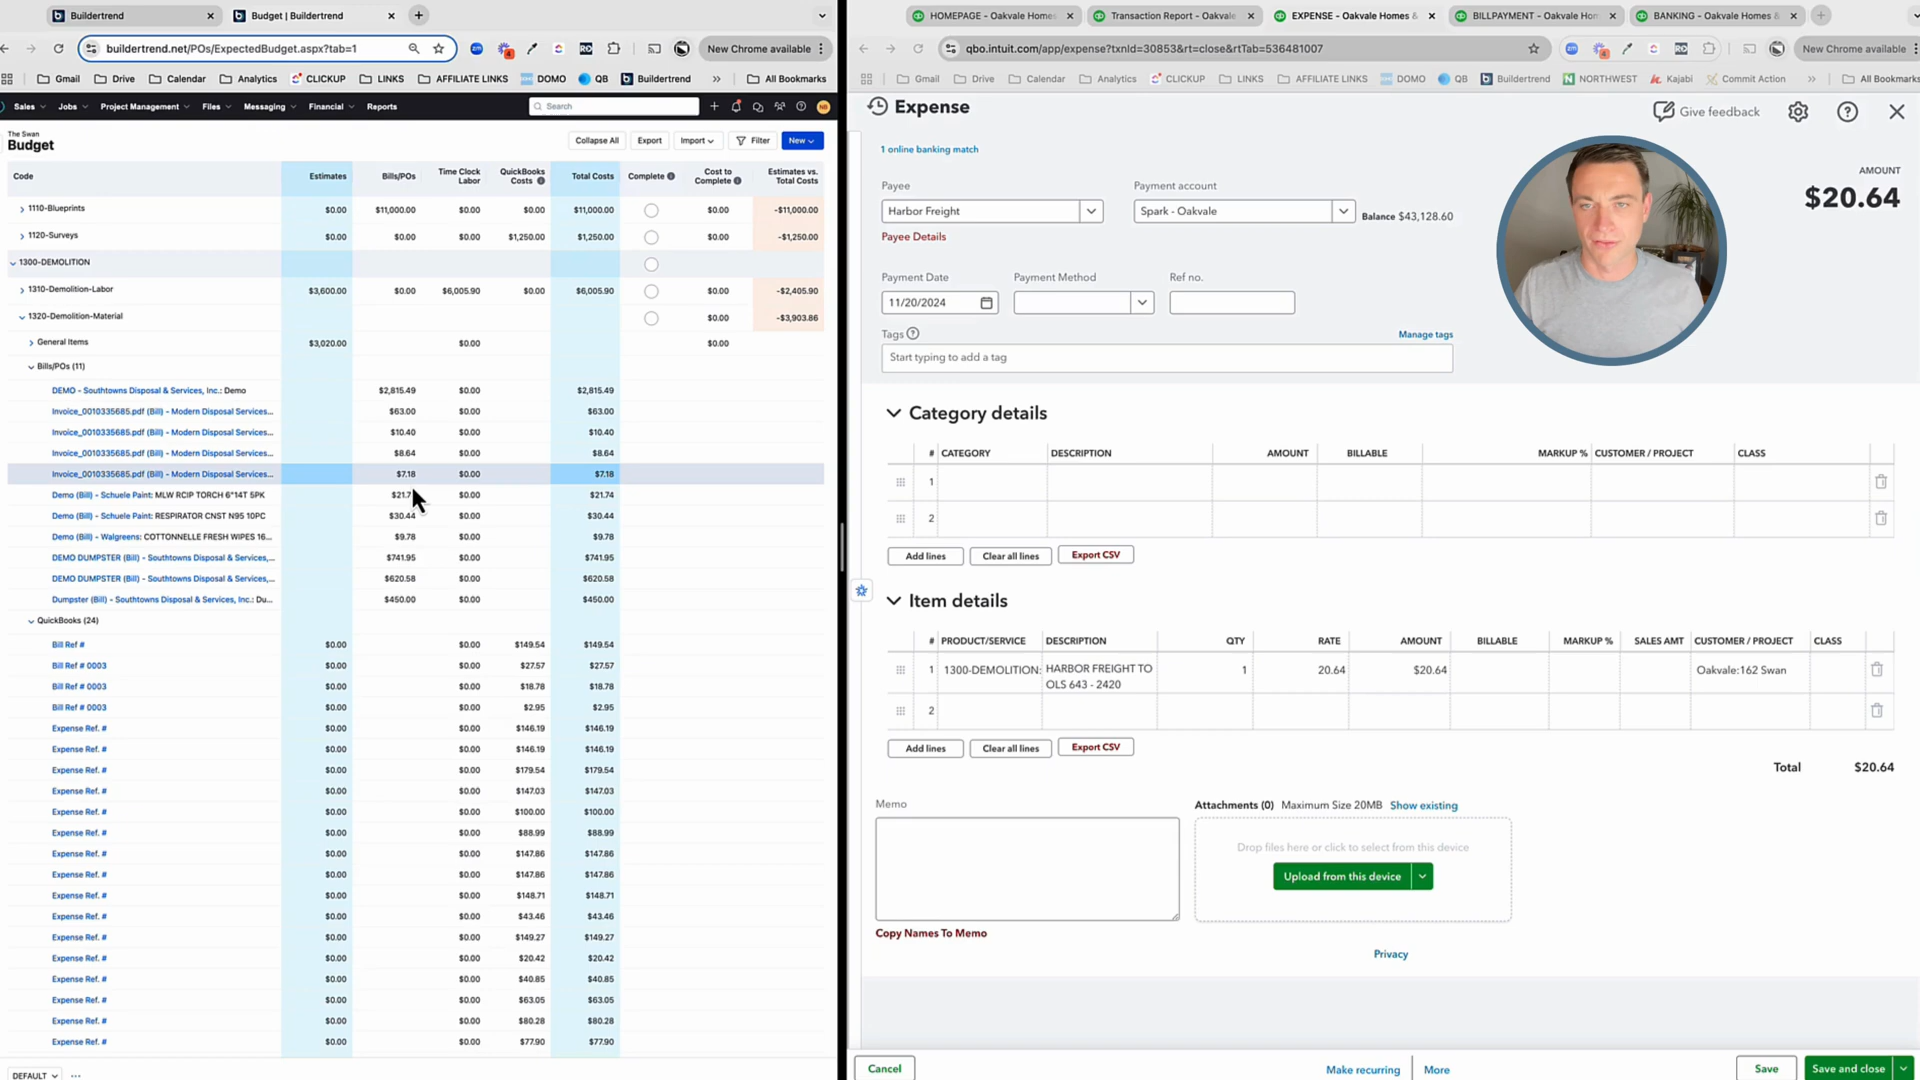 Buildertrend
Budget | Buildertrend
buildertrend.net/POs/ExpectedBudget.aspx?tab=1
New Chrome available
Gmail
Drive
Calendar
Analytics
CLICKUP
LINKS
AFFILIATE LINKS
DOMO
QB
Buildertrend
All Bookmarks
Sales
Jobs
Project Management
Files
Messaging
Financial
Reports
Search
The Swan
Budget
Collapse All
Export
Import
Filter
New
Code
Estimates
Bills/POs
Time Clock Labor
QuickBooks Costs
Total Costs
Complete
Cost to Complete
Estimates vs. Total Costs
1110-Blueprints $0.00 $11,000.00 $0.00 $0.00 $11,000.00 $0.00 -$11,000.00
1120-Surveys $0.00 $0.00 $0.00 $1,250.00 $1,250.00 $0.00 -$1,250.00
1300-DEMOLITION
1310-Demolition-Labor $3,600.00 $0.00 $6,005.90 $0.00 $6,005.90 $0.00 -$2,405.90
1320-Demolition-Material $0.00 -$3,903.86
General Items $3,020.00 $0.00 $0.00
Bills/POs (11)
DEMO - Southtowns Disposal & Services, Inc.: Demo $2,815.49 $0.00 $2,815.49
Invoice_0010335685.pdf (Bill) - Modern Disposal Services... $63.00 $0.00 $63.00
Invoice_0010335685.pdf (Bill) - Modern Disposal Services... $10.40 $0.00 $10.40
Invoice_0010335685.pdf (Bill) - Modern Disposal Services... $8.64 $0.00 $8.64
Invoice_0010335685.pdf (Bill) - Modern Disposal Services... $7.18 $0.00 $7.18
Demo (Bill) - Schuele Paint: MLW RCIP TORCH 6"14T 5PK $0.00 $21.74
Demo (Bill) - Schuele Paint: RESPIRATOR CNST N95 10PC $30.44 $0.00 $30.44
Demo (Bill) - Walgreens: COTTONNELLE FRESH WIPES 16... $9.78 $0.00 $9.78
DEMO DUMPSTER (Bill) - Southtowns Disposal & Services,... $741.95 $0.00 $741.95
DEMO DUMPSTER (Bill) - Southtowns Disposal & Services,... $620.58 $0.00 $620.58
Dumpster (Bill) - Southtowns Disposal & Services, Inc.: Du... $450.00 $0.00 $450.00
QuickBooks (24)
Bill Ref # $0.00 $0.00 $149.54 $149.54
Bill Ref # 0003 $0.00 $0.00 $27.57 $27.57
Bill Ref # 0003 $0.00 $0.00 $18.78 $18.78
Bill Ref # 0003 $0.00 $0.00 $2.95 $2.95
Expense Ref. # $0.00 $0.00 $146.19 $146.19
Expense Ref. # $0.00 $0.00 $146.19 $146.19
Expense Ref. # $0.00 $0.00 $179.54 $179.54
Expense Ref. # $0.00 $0.00 $147.03 $147.03
Expense Ref. # $0.00 $0.00 $100.00 $100.00
Expense Ref. # $0.00 $0.00 $88.99 $88.99
Expense Ref. # $0.00 $0.00 $147.86 $147.86
Expense Ref. # $0.00 $0.00 $147.86 $147.86
Expense Ref. # $0.00 $0.00 $148.71 $148.71
Expense Ref. # $0.00 $0.00 $43.46 $43.46
Expense Ref. # $0.00 $0.00 $149.27 $149.27
Expense Ref. # $0.00 $0.00 $20.42 $20.42
Expense Ref. # $0.00 $0.00 $40.85 $40.85
Expense Ref. # $0.00 $0.00 $63.05 $63.05
Expense Ref. # $0.00 $0.00 $80.28 $80.28
Expense Ref. # $0.00 $0.00 $77.90 $77.90
DEFAULT
HOMEPAGE - Oakvale Homes
Transaction Report - Oakvale
EXPENSE - Oakvale Homes &
BILLPAYMENT - Oakvale Hom
BANKING - Oakvale Homes &
qbo.intuit.com/app/expense?txnId=30853&rt=close&rtTab=536481007
New Chrome available
Gmail
Drive
Calendar
Analytics
CLICKUP
LINKS
AFFILIATE LINKS
DOMO
QB
Buildertrend
NORTHWEST
Kajabi
Commit Action
All Bookmarks
Expense
Give feedback
1 online banking match
AMOUNT
$20.64
Payee
Payment account
Harbor Freight
Spark - Oakvale
Balance $43,128.60
Payee Details
Payment Date
Payment Method
Ref no.
11/20/2024
Tags
Manage tags
Start typing to add a tag
Category details
# CATEGORY DESCRIPTION AMOUNT BILLABLE MARKUP % CUSTOMER / PROJECT CLASS
1
2
Add lines
Clear all lines
Export CSV
Item details
# PRODUCT/SERVICE DESCRIPTION QTY RATE AMOUNT BILLABLE MARKUP % SALES AMT CUSTOMER / PROJECT CLASS
1 1300-DEMOLITION: HARBOR FREIGHT TO 1 20.64 $20.64 Oakvale:162 Swan
OLS 643 - 2420
2
Add lines
Clear all lines
Export CSV
Total $20.64
Memo
Attachments (0) Maximum Size 20MB Show existing
Drop files here or click to select from this device
Upload from this device
Copy Names To Memo
Privacy
Cancel
Make recurring
More
Save
Save and close